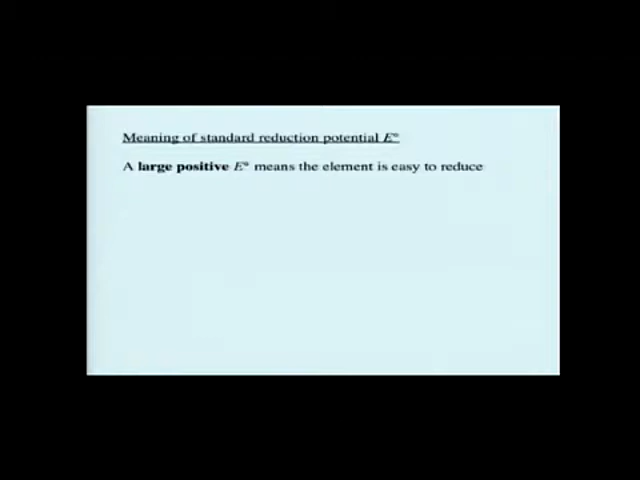 Meaning of standard reduction potential E°
A large positive E° means the element is easy to reduce